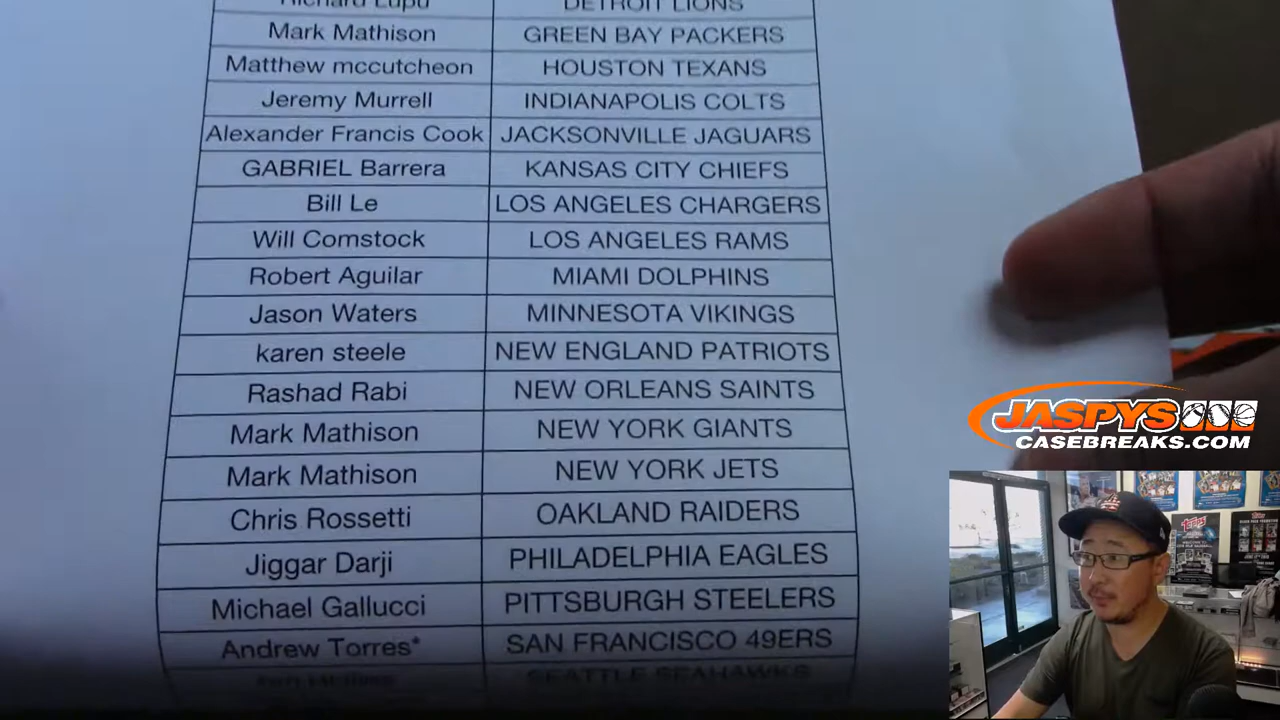 Richard Lupu DETROIT LIONS
Mark Mathison GREEN BAY PACKERS
Matthew mccutcheon HOUSTON TEXANS
Jeremy Murrell INDIANAPOLIS COLTS
Alexander Francis Cook JACKSONVILLE JAGUARS
GABRIEL Barrera KANSAS CITY CHIEFS
Bill Le LOS ANGELES CHARGERS
Will Comstock LOS ANGELES RAMS
Robert Aguilar MIAMI DOLPHINS
Jason Waters MINNESOTA VIKINGS
karen steele NEW ENGLAND PATRIOTS
Rashad Rabi NEW ORLEANS SAINTS
Mark Mathison NEW YORK GIANTS
Mark Mathison NEW YORK JETS
Chris Rossetti OAKLAND RAIDERS
Jiggar Darji PHILADELPHIA EAGLES
Michael Gallucci PITTSBURGH STEELERS
Andrew Torres* SAN FRANCISCO 49ERS
SEATTLE SEAHAWKS
JASPYS
CASEBREAKS.COM
Topps